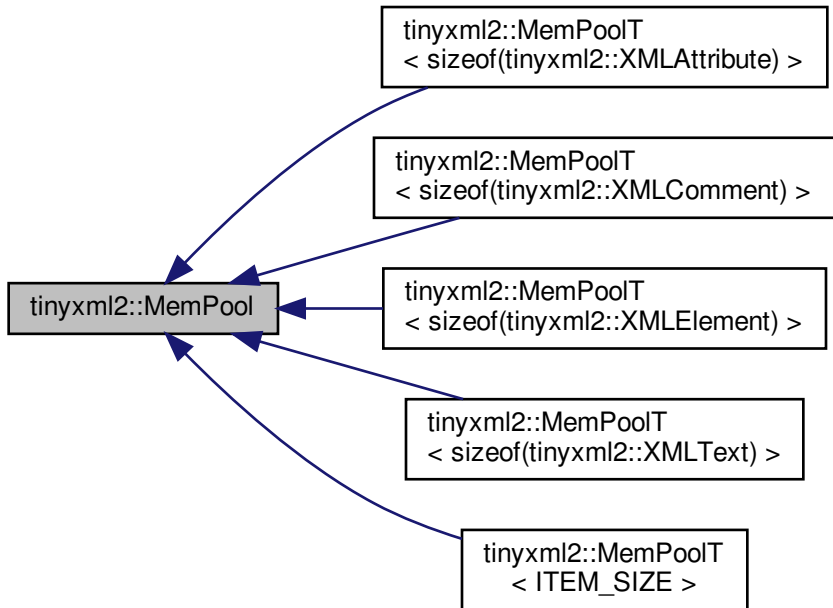 tinyxml2::MemPoolT
< sizeof(tinyxml2::XMLAttribute) >
tinyxml2::MemPoolT
< sizeof(tinyxml2::XMLComment) >
tinyxml2::MemPool
tinyxml2::MemPoolT
< sizeof(tinyxml2::XMLElement) >
tinyxml2::MemPoolT
< sizeof(tinyxml2::XMLText) >
tinyxml2::MemPoolT
< ITEM_SIZE >